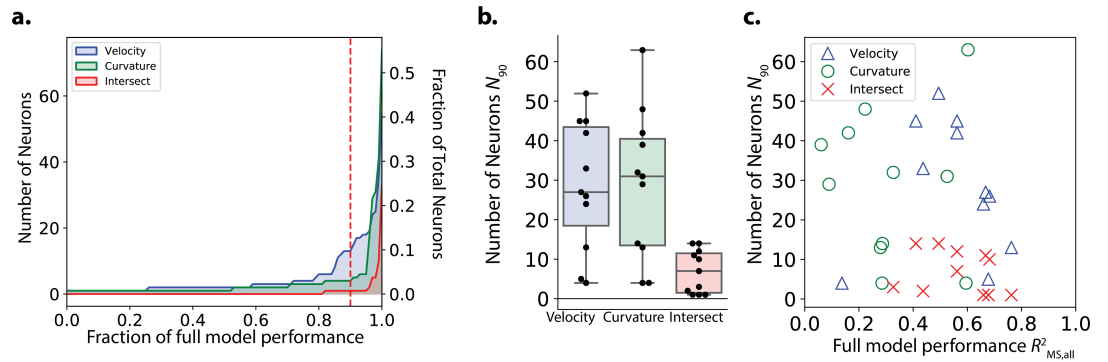 a.
Velocity
Curvature
Intersect
Number of Neurons
60
40
20
0
0.5
0.4
0.3
0.2
0.1
0.0
Fraction of Total Neurons
0.0 0.2 0.4 0.6 0.8 1.0
Fraction of full model performance
b.
Number of Neurons N90
60
50
40
30
20
10
0
Velocity Curvature Intersect
c.
Velocity
Curvature
Intersect
Number of Neurons N90
60
50
40
30
20
10
0
0.0 0.2 0.4 0.6 0.8 1.0
Full model performance R²MS,all